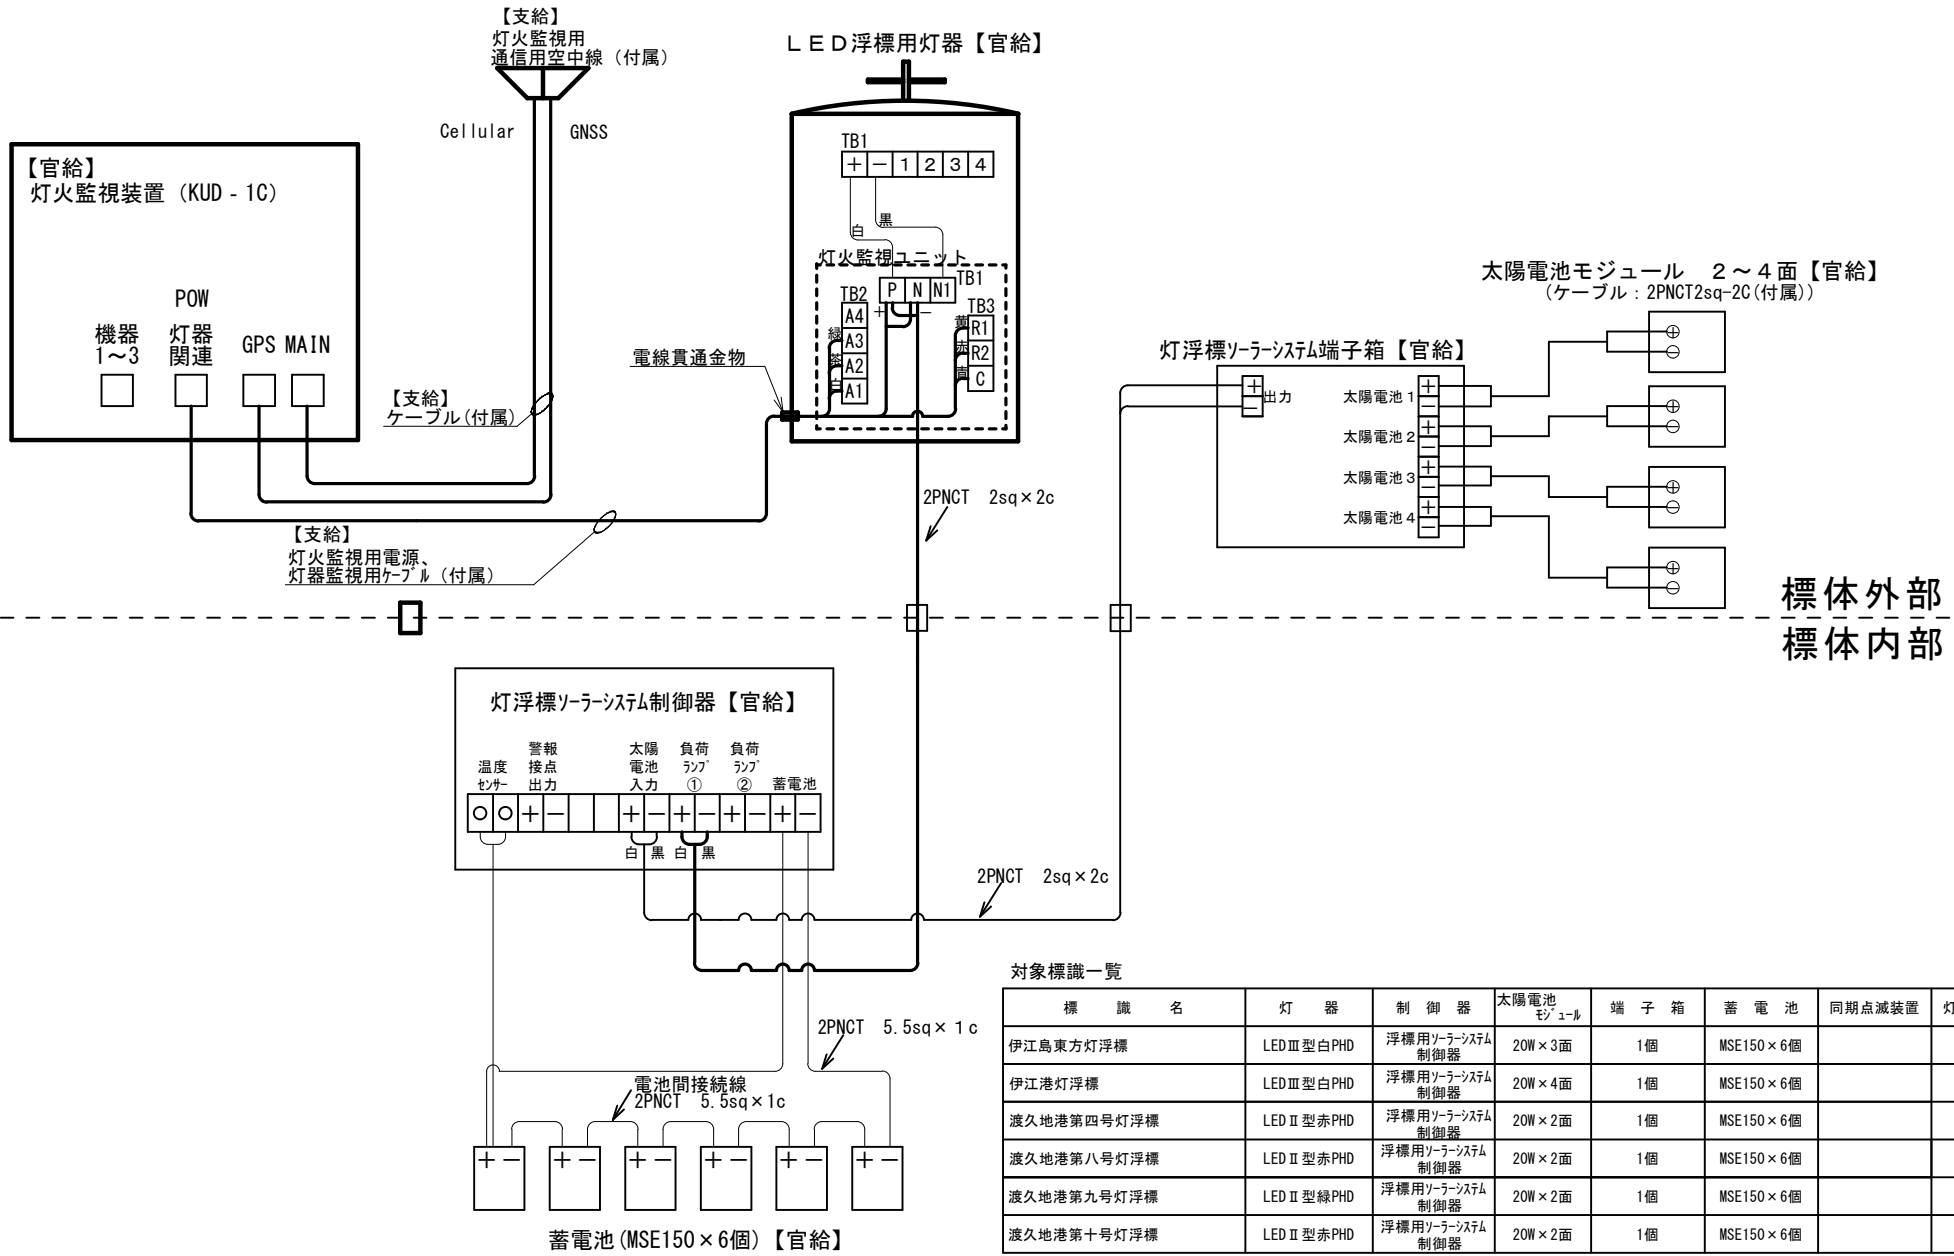 【支給】
灯火監視用
通信用空中線（付属）
Cellular
GNSS
【官給】
灯火監視装置（KUD‐1C）
POW
機器
1～3
灯器
関連
GPS MAIN
【支給】
ケーブル(付属)
【支給】
灯火監視用電源、
灯器監視用ｹｰﾌﾞﾙ（付属）
電線貫通金物
ＬＥＤ浮標用灯器【官給】
TB1
＋ － 1 2 3 4
白 黒
灯火監視ユニット
TB1
P N N1
＋ －
TB2
A4
緑 A3
茶 A2
白 A1
TB3
黄 R1
赤 R2
青 C
2PNCT 2sq×2c
灯浮標ｿｰﾗｰｼｽﾃﾑ端子箱【官給】
＋
－
出力
太陽電池1 ＋
－
太陽電池2 ＋
－
太陽電池3 ＋
－
太陽電池4 ＋
－
太陽電池モジュール　２～４面【官給】
（ケーブル：2PNCT2sq-2C(付属)）
⊕
⊖
⊕
⊖
⊕
⊖
⊕
⊖
標体外部
標体内部
灯浮標ｿｰﾗｰｼｽﾃﾑ制御器【官給】
温度
ｾﾝｻｰ
警報
接点
出力
太陽
電池
入力
負荷
ﾗﾝﾌﾟ
①
負荷
ﾗﾝﾌﾟ
②
蓄電池
＋ － ＋ － ＋ － ＋ － ＋ －
白 黒 白 黒
2PNCT 2sq×2c
2PNCT 5.5sq×１c
電池間接続線
2PNCT 5.5sq×1c
＋－ ＋－ ＋－ ＋－ ＋－ ＋－
蓄電池(MSE150×6個)【官給】
対象標識一覧
標識名 灯器 制御器 太陽電池ﾓｼﾞｭｰﾙ 端子箱 蓄電池 同期点滅装置 灯
伊江島東方灯浮標 LEDⅢ型白PHD 浮標用ｿｰﾗｰｼｽﾃﾑ制御器 20W×3面 1個 MSE150×6個
伊江港灯浮標 LEDⅢ型白PHD 浮標用ｿｰﾗｰｼｽﾃﾑ制御器 20W×4面 1個 MSE150×6個
渡久地港第四号灯浮標 LEDⅡ型赤PHD 浮標用ｿｰﾗｰｼｽﾃﾑ制御器 20W×2面 1個 MSE150×6個
渡久地港第八号灯浮標 LEDⅡ型赤PHD 浮標用ｿｰﾗｰｼｽﾃﾑ制御器 20W×2面 1個 MSE150×6個
渡久地港第九号灯浮標 LEDⅡ型緑PHD 浮標用ｿｰﾗｰｼｽﾃﾑ制御器 20W×2面 1個 MSE150×6個
渡久地港第十号灯浮標 LEDⅡ型赤PHD 浮標用ｿｰﾗｰｼｽﾃﾑ制御器 20W×2面 1個 MSE150×6個